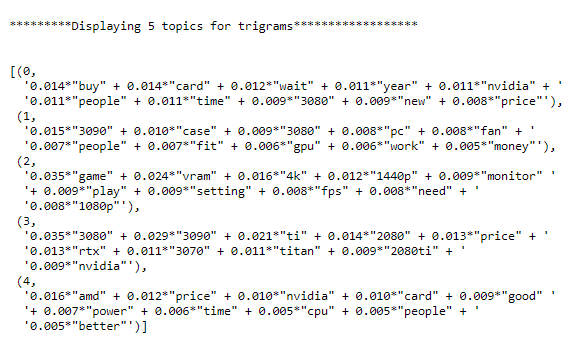 *********Displaying 5 topics for trigrams******************
[(0,
'0.014*"buy" + 0.014*"card" + 0.012*"wait" + 0.011*"year" + 0.011*"nvidia" + '
'0.011*"people" + 0.011*"time" + 0.009*"3080" + 0.009*"new" + 0.008*"price"'),
(1,
'0.015*"3090" + 0.010*"case" + 0.009*"3080" + 0.008*"pc" + 0.008*"fan" + '
'0.007*"people" + 0.007*"fit" + 0.006*"gpu" + 0.006*"work" + 0.005*"money"'),
(2,
'0.035*"game" + 0.024*"vram" + 0.016*"4k" + 0.012*"1440p" + 0.009*"monitor" '
'+ 0.009*"play" + 0.009*"setting" + 0.008*"fps" + 0.008*"need" + '
'0.008*"1080p"'),
(3,
'0.035*"3080" + 0.029*"3090" + 0.021*"ti" + 0.014*"2080" + 0.013*"price" + '
'0.013*"rtx" + 0.011*"3070" + 0.011*"titan" + 0.009*"2080ti" + '
'0.009*"nvidia"'),
(4,
'0.016*"amd" + 0.012*"price" + 0.010*"nvidia" + 0.010*"card" + 0.009*"good" '
'+ 0.007*"power" + 0.006*"time" + 0.005*"cpu" + 0.005*"people" + '
'0.005*"better"')]